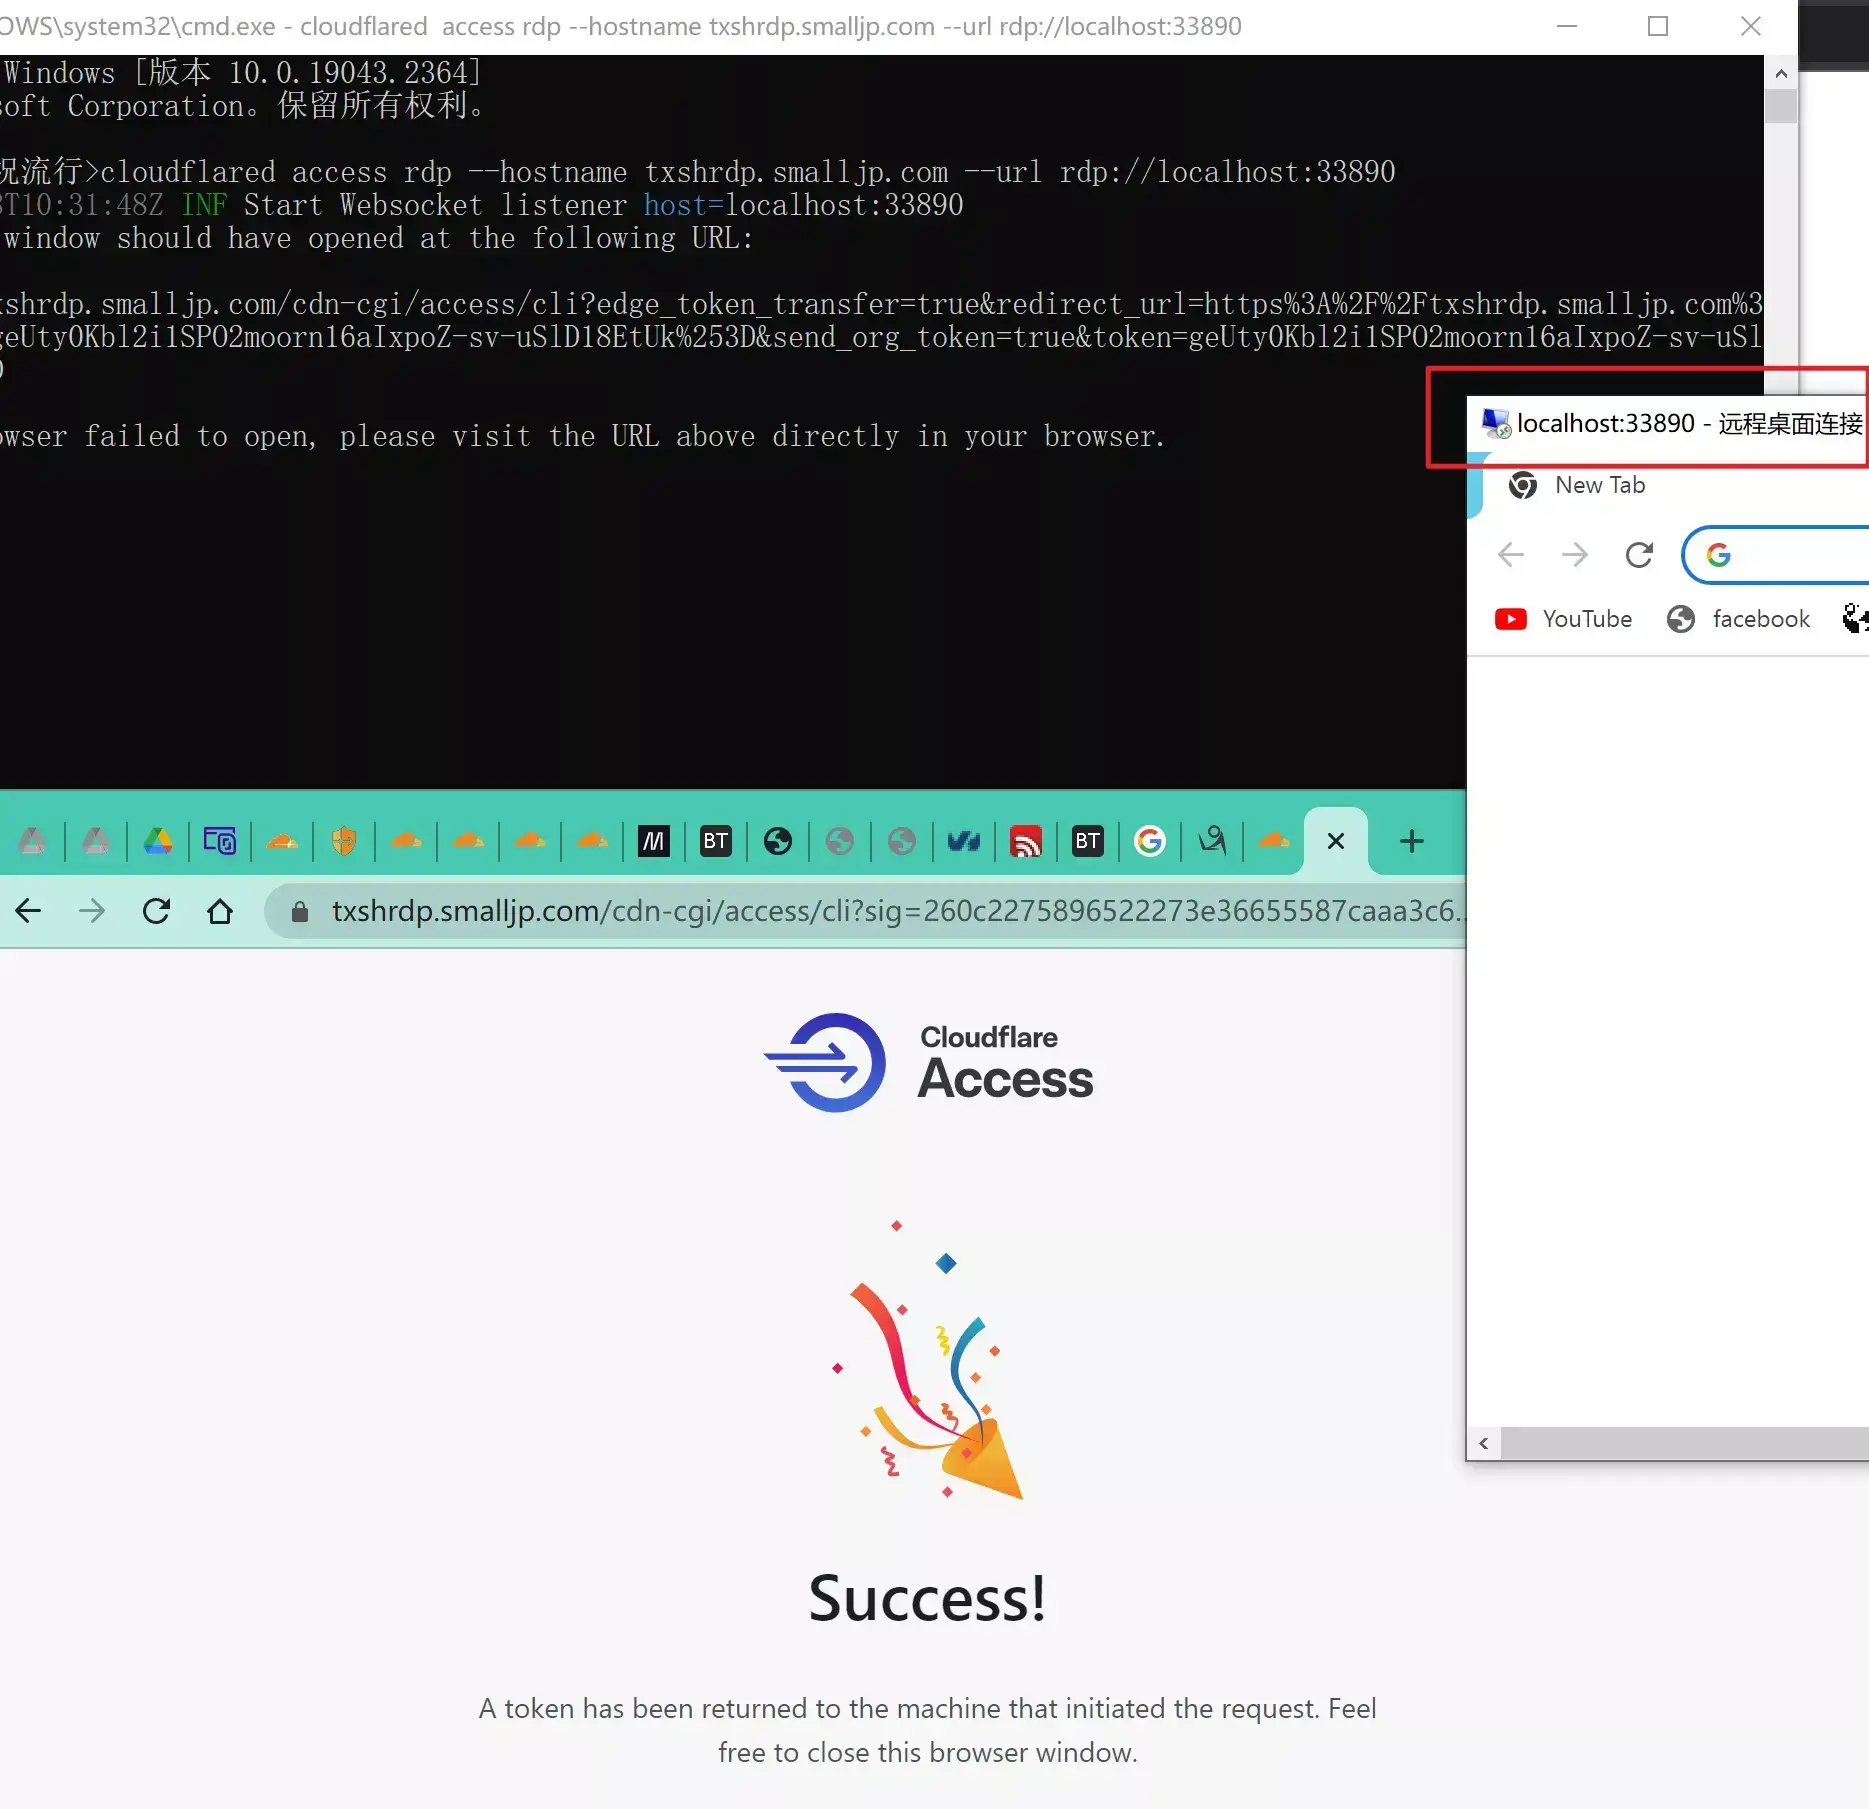 OWS\system32\cmd.exe - cloudflared  access rdp --hostname txshrdp.smalljp.com --url rdp://localhost:33890
Windows [版本 10.0.19043.2364]
soft Corporation。保留所有权利。
况流行>cloudflared access rdp --hostname txshrdp.smalljp.com --url rdp://localhost:33890
T10:31:48Z INF Start Websocket listener host=localhost:33890
window should have opened at the following URL:
xshrdp.smalljp.com/cdn-cgi/access/cli?edge_token_transfer=true&redirect_url=https%3A%2F%2Ftxshrdp.smalljp.com%3
geUty0Kbl2i1SPO2moorn16aIxpoZ-sv-uSlD18EtUk%253D&send_org_token=true&token=geUty0Kbl2i1SPO2moorn16aIxpoZ-sv-uSl
owser failed to open, please visit the URL above directly in your browser.
localhost:33890 - 远程桌面连接
New Tab
YouTube
facebook
BT
BT
txshrdp.smalljp.com/cdn-cgi/access/cli?sig=260c2275896522273e36655587caaa3c6...
Cloudflare
Access
Success!
A token has been returned to the machine that initiated the request. Feel
free to close this browser window.